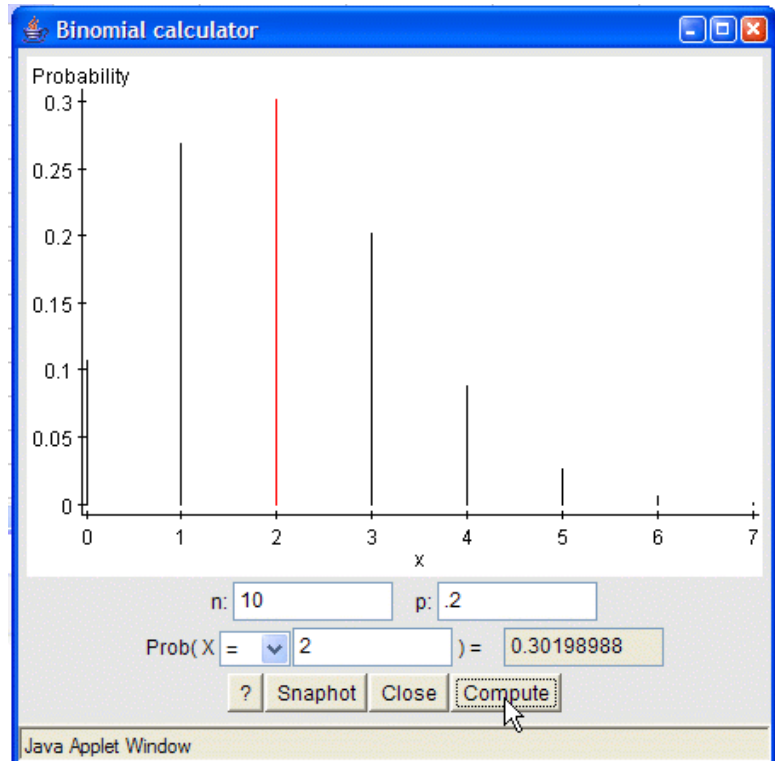 Binomial calculator
Probability
0.3
0.25
0.2
0.15
0.1
0.05
0
0 1 2 3 4 5 6 7
x
n: 10 p: .2
Prob( X = 2 ) = 0.30198988
? Snaphot Close Compute
Java Applet Window